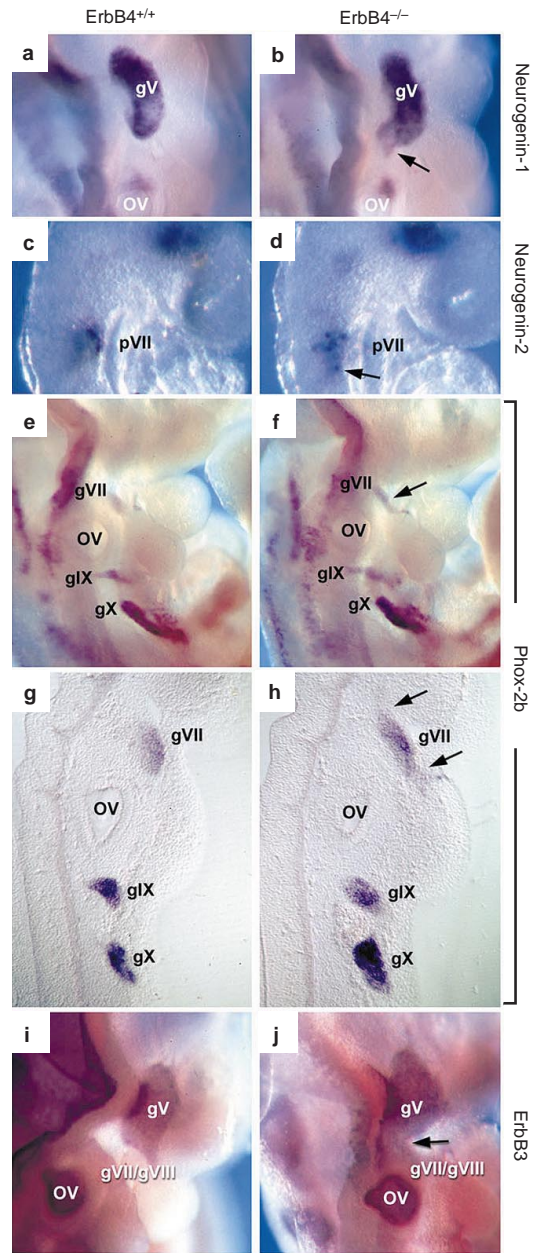 ErbB4+/+ ErbB4–/–
a b
gV gV
OV OV
Neurogenin-1
c d
pVII pVII
Neurogenin-2
e f
gVII gVII
OV OV
gIX gIX
gX gX
Phox-2b
g h
gVII gVII
OV OV
gIX gIX
gX gX
i j
gV gV
gVII/gVIII gVII/gVIII
OV OV
ErbB3